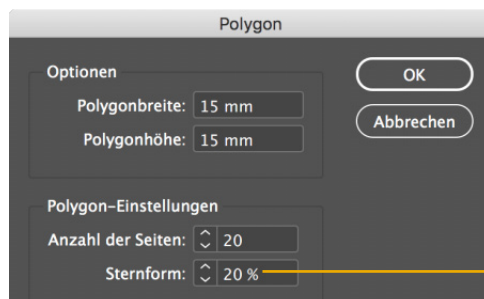 Polygon
Optionen
OK
Polygonbreite: 15 mm
Abbrechen
Polygonhöhe: 15 mm
Polygon-Einstellungen
Anzahl der Seiten: 20
Sternform: 20 %